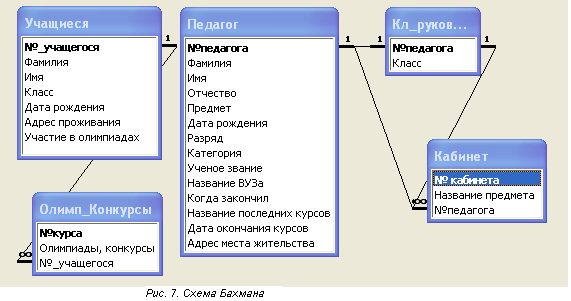 Учащиеся
№_учащегося
Фамилия
Имя
Класс
Дата рождения
Адрес проживания
Участие в олимпиадах
1
Педагог
№педагога
Фамилия
Имя
Отчество
Предмет
Дата рождения
Разряд
Категория
Ученое звание
Название ВУЗа
Когда закончил
Название последних курсов
Дата окончания курсов
Адрес места жительства
1
1
Кл_руков...
№педагога
Класс
1
Кабинет
№ кабинета
Название предмета
№педагога
∞
Олимп_Конкурсы
№курса
Олимпиады, конкурсы
№_учащегося
∞
Рис. 7. Схема Бахмана